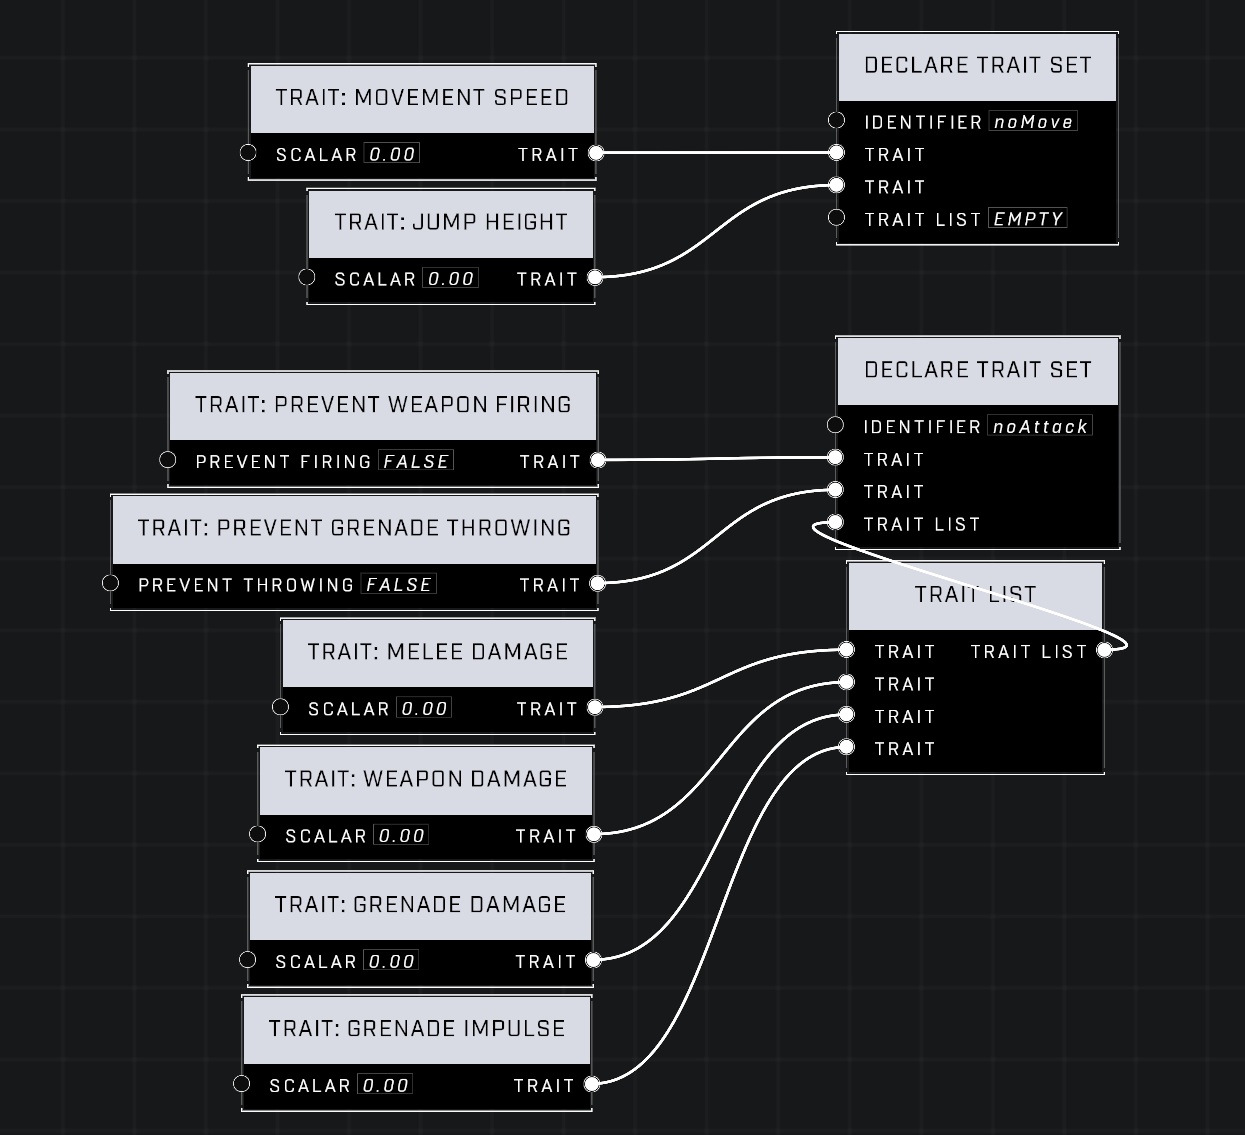 TRAIT: MOVEMENT SPEED
SCALAR 0.00 TRAIT
TRAIT: JUMP HEIGHT
SCALAR 0.00 TRAIT
DECLARE TRAIT SET
IDENTIFIER noMove
TRAIT
TRAIT
TRAIT LIST EMPTY
TRAIT: PREVENT WEAPON FIRING
PREVENT FIRING FALSE TRAIT
TRAIT: PREVENT GRENADE THROWING
PREVENT THROWING FALSE TRAIT
TRAIT: MELEE DAMAGE
SCALAR 0.00 TRAIT
TRAIT: WEAPON DAMAGE
SCALAR 0.00 TRAIT
TRAIT: GRENADE DAMAGE
SCALAR 0.00 TRAIT
TRAIT: GRENADE IMPULSE
SCALAR 0.00 TRAIT
DECLARE TRAIT SET
IDENTIFIER noAttack
TRAIT
TRAIT
TRAIT LIST
TRAIT LIST
TRAIT TRAIT LIST
TRAIT
TRAIT
TRAIT